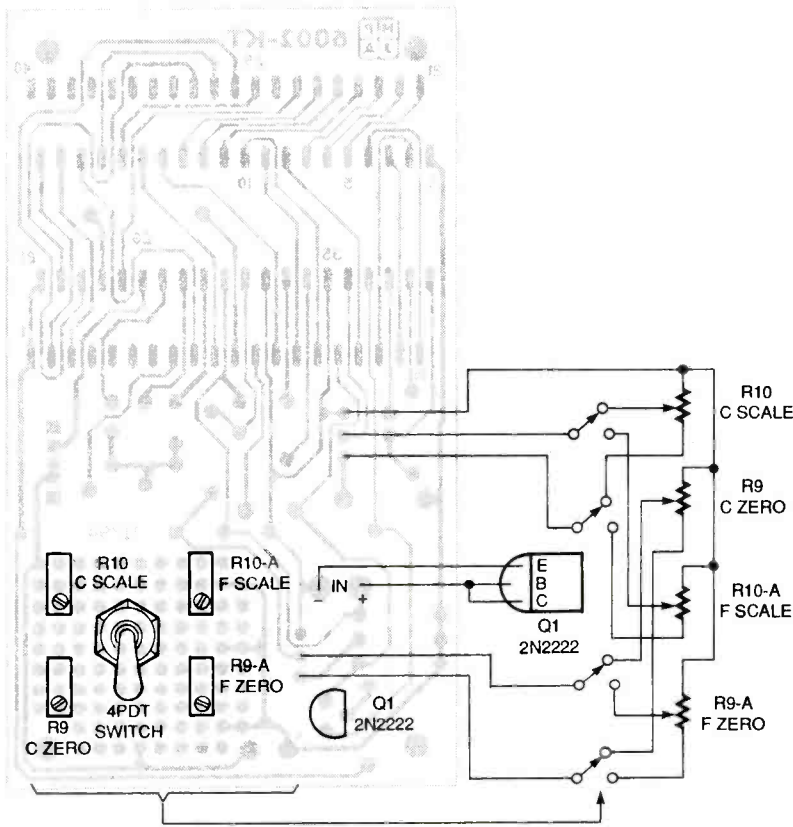 6002-KT
R10
C SCALE
R9
C ZERO
R10-A
F SCALE
R9-A
F ZERO
R10
C SCALE
R10-A
F SCALE
- IN +
E
B
C
Q1
2N2222
R9-A
F ZERO
Q1
2N2222
R9
C ZERO
4PDT
SWITCH